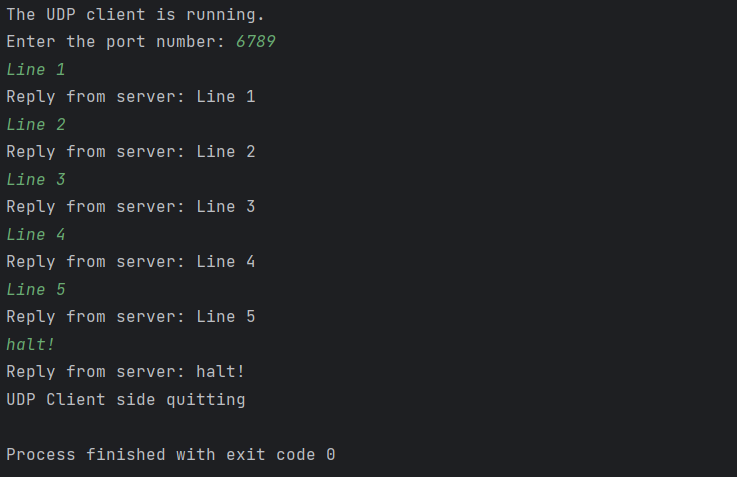 The UDP client is running.
Enter the port number: 6789
Line 1
Reply from server: Line 1
Line 2
Reply from server: Line 2
Line 3
Reply from server: Line 3
Line 4
Reply from server: Line 4
Line 5
Reply from server: Line 5
halt!
Reply from server: halt!
UDP Client side quitting
Process finished with exit code 0